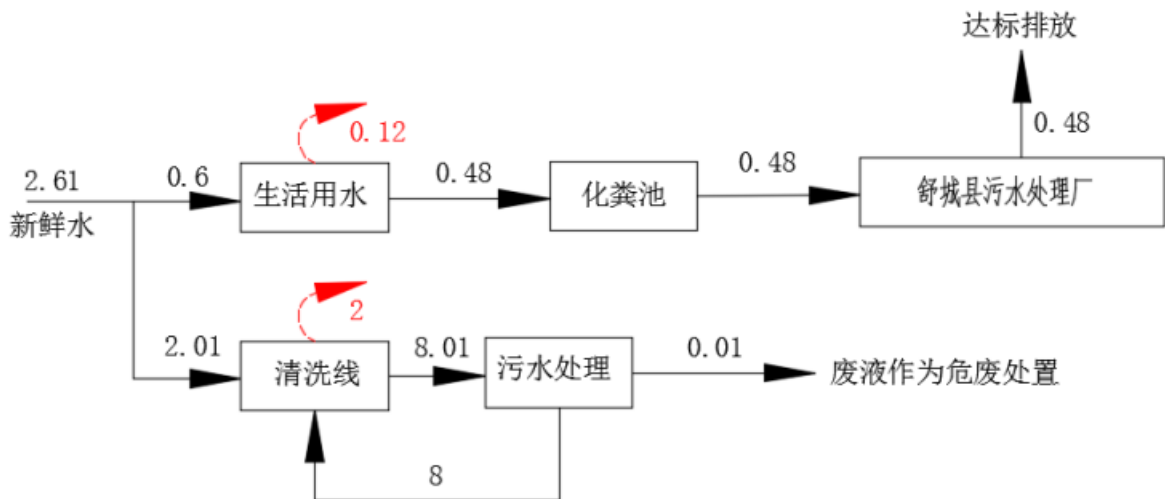 达标排放
0.48
0.12
2.61
0.6
生活用水
0.48
化粪池
0.48
舒城县污水处理厂
新鲜水
2
2.01
清洗线
8.01
污水处理
0.01
废液作为危废处置
8